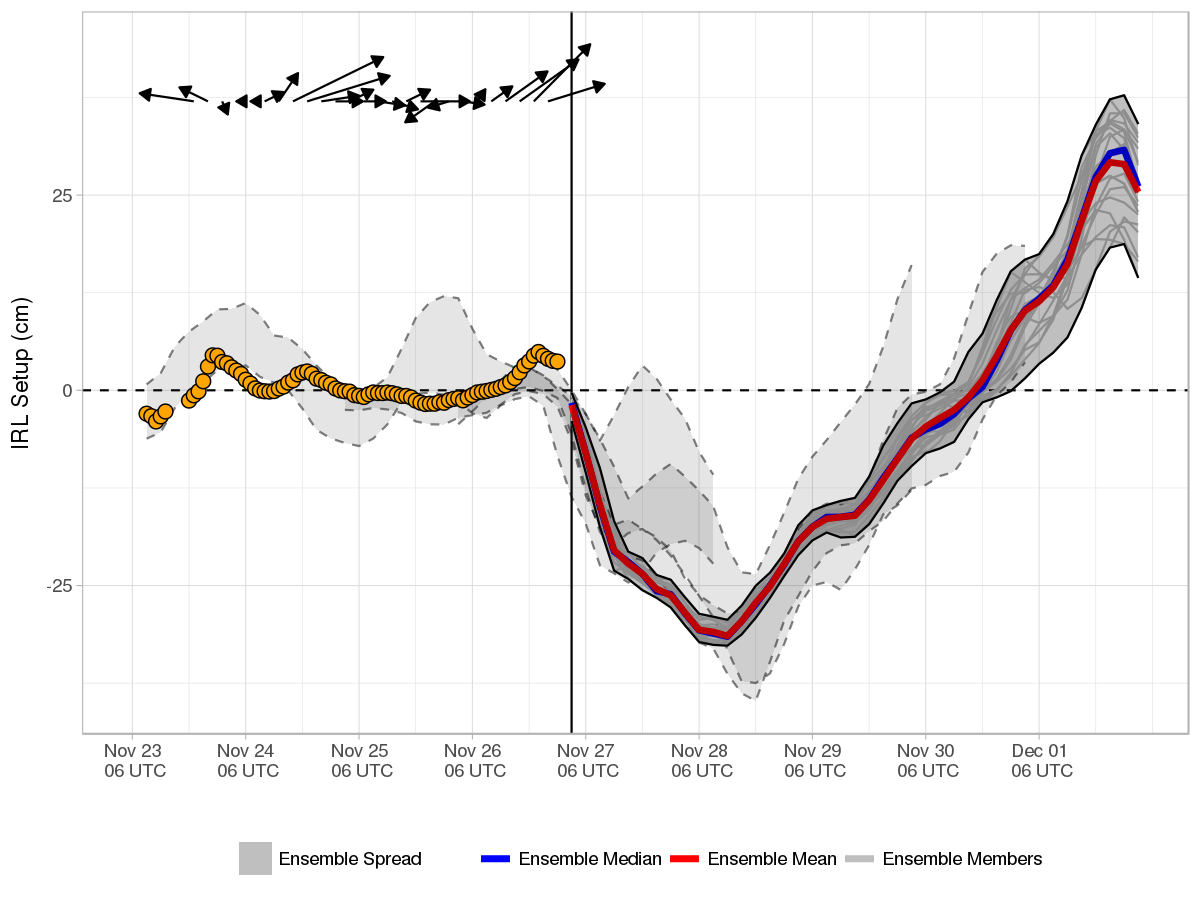 IRL Setup (cm)
25
0
-25
Nov 23 Nov 24 Nov 25 Nov 26 Nov 27 Nov 28 Nov 29 Nov 30 Dec 01
06 UTC 06 UTC 06 UTC 06 UTC 06 UTC 06 UTC 06 UTC 06 UTC 06 UTC
Ensemble Spread Ensemble Median Ensemble Mean Ensemble Members